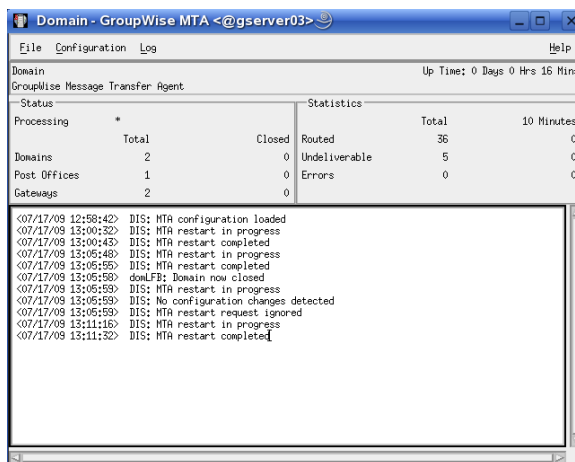 Domain - GroupWise MTA <@gserver03>
File Configuration Log Help
Domain Up Time: 0 Days 0 Hrs 16 Min
GroupWise Message Transfer Agent
Status Statistics
Processing * Total 10 Minutes
Total Closed Routed 36
Domains 2 0 Undeliverable 5
Post Offices 1 0 Errors 0
Gateways 2 0
<07/17/09 12:58:42> DIS: MTA configuration loaded
<07/17/09 13:00:32> DIS: MTA restart in progress
<07/17/09 13:00:43> DIS: MTA restart completed
<07/17/09 13:05:48> DIS: MTA restart in progress
<07/17/09 13:05:55> DIS: MTA restart completed
<07/17/09 13:05:58> domLFB: Domain now closed
<07/17/09 13:05:59> DIS: MTA restart in progress
<07/17/09 13:05:59> DIS: No configuration changes detected
<07/17/09 13:05:59> DIS: MTA restart request ignored
<07/17/09 13:11:16> DIS: MTA restart in progress
<07/17/09 13:11:32> DIS: MTA restart completed